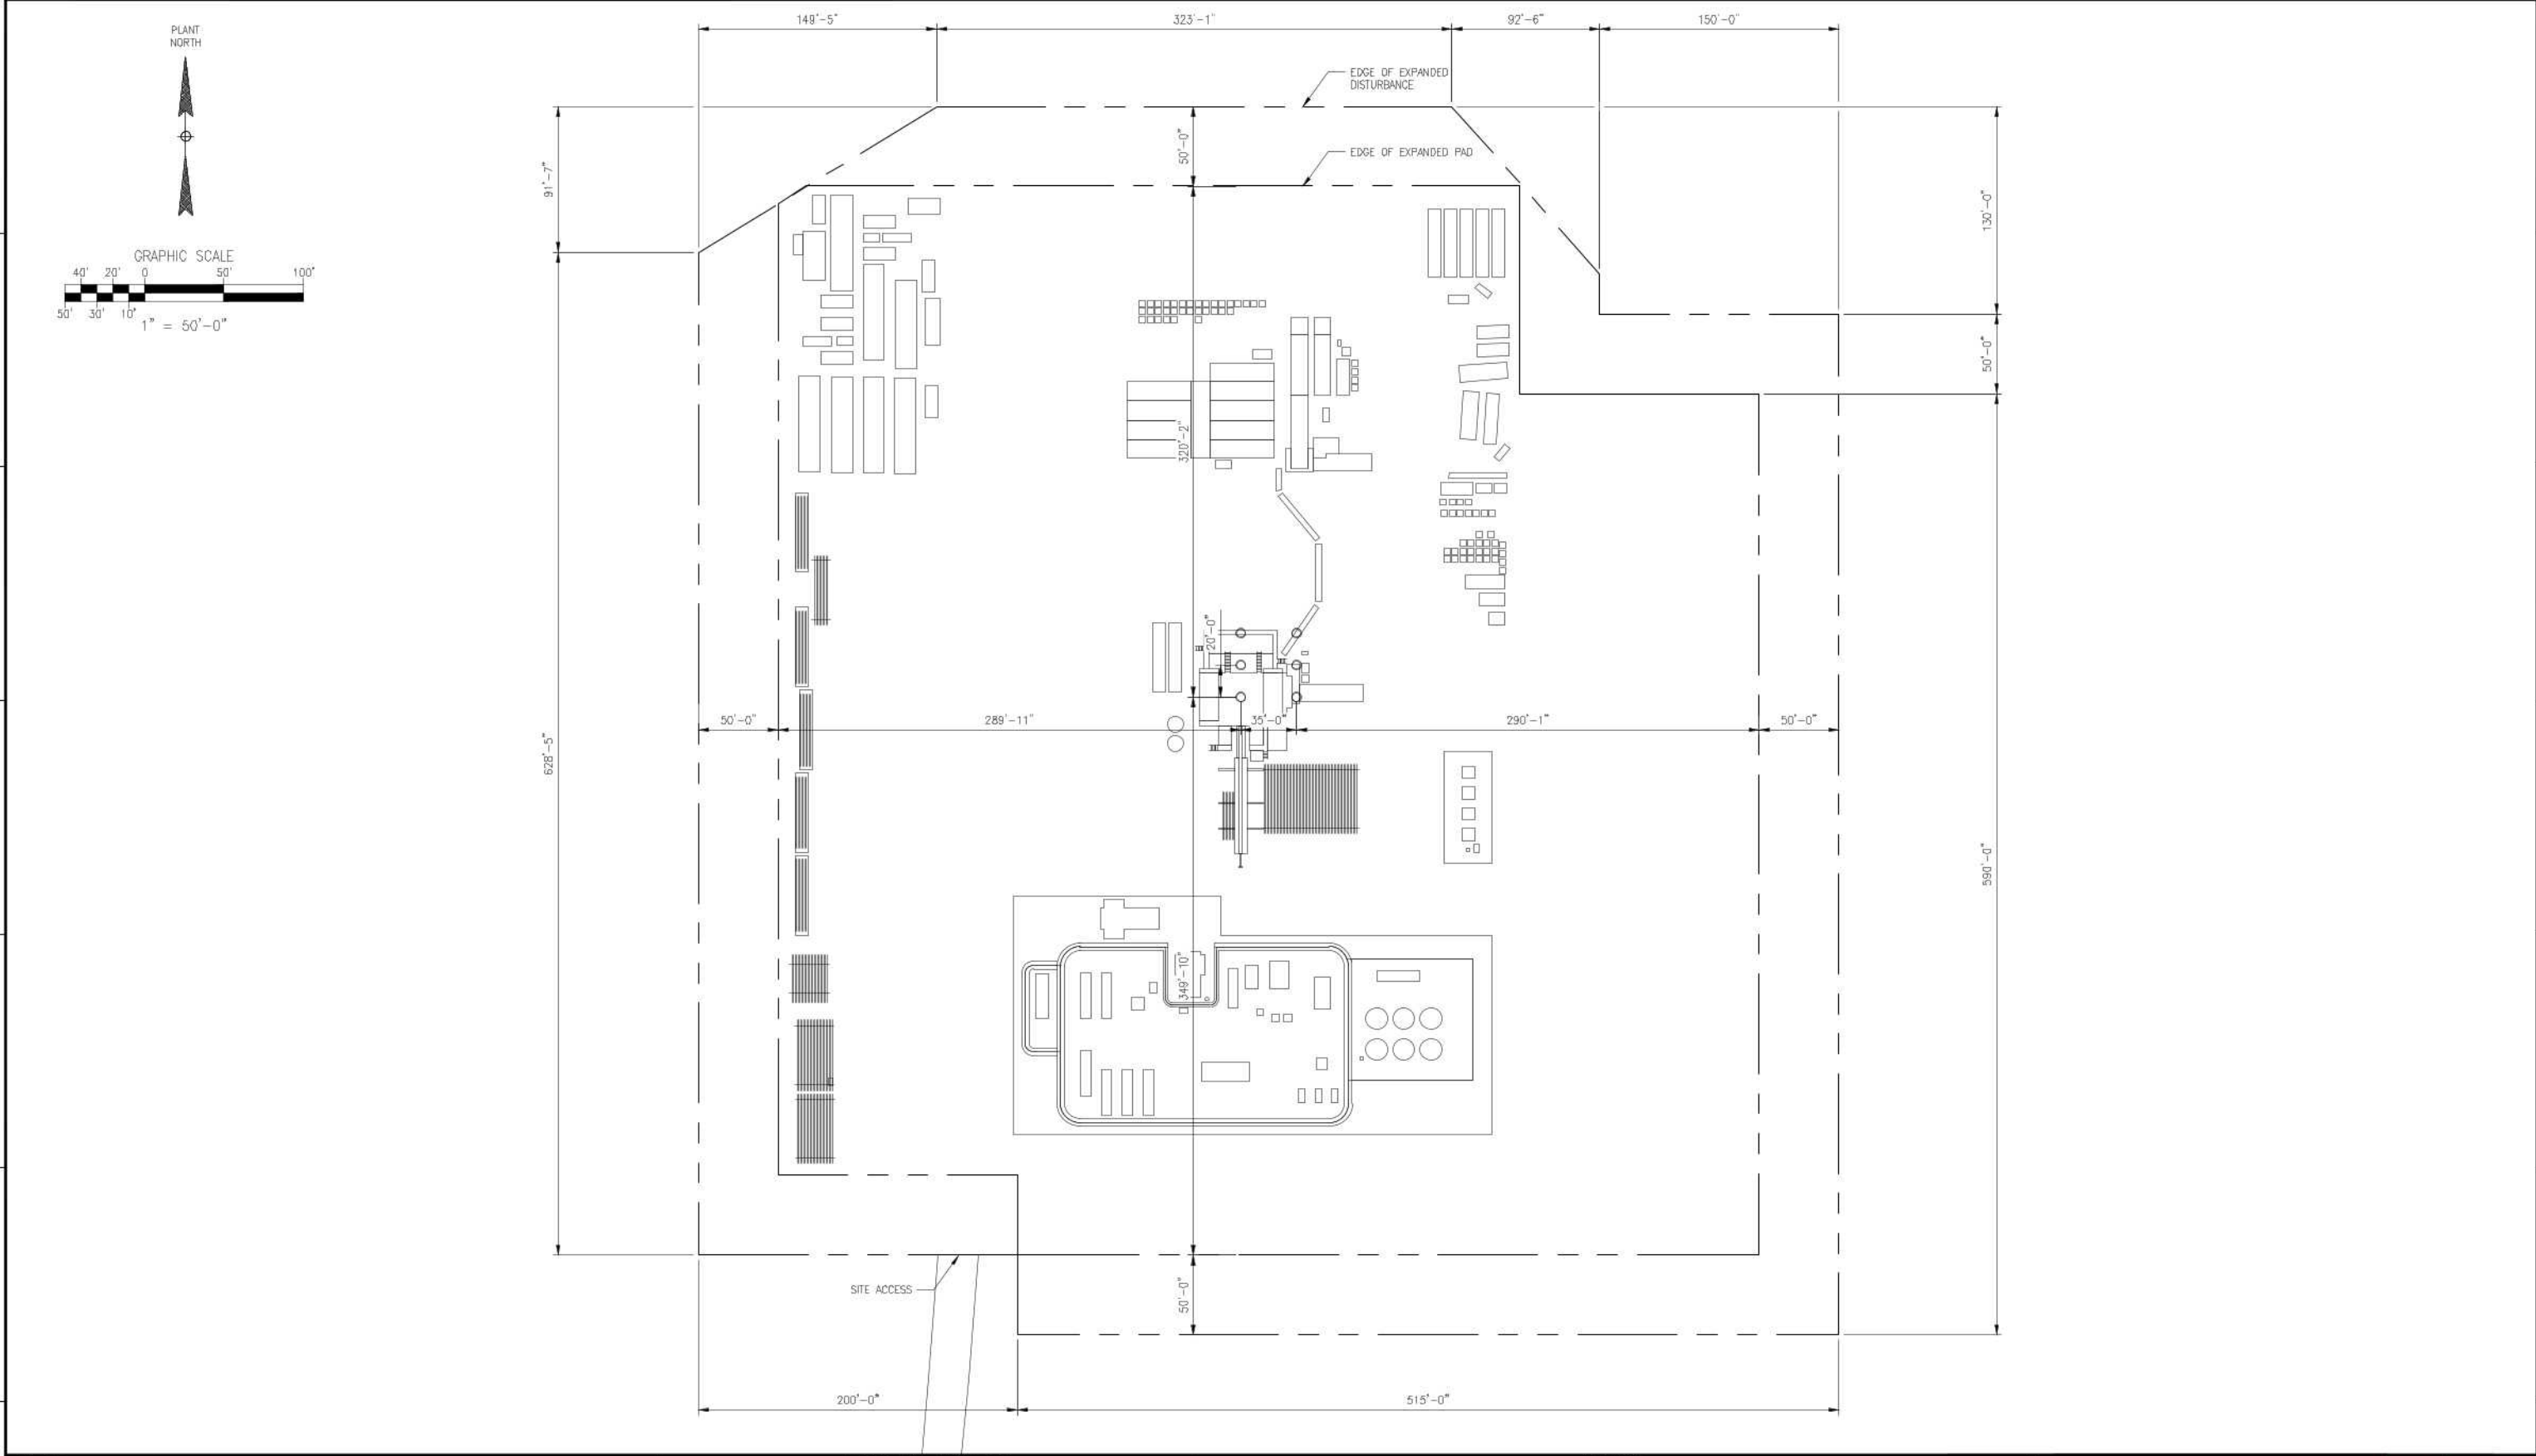 149'-5"
323'-1"
92'-6"
150'-0"
PLANT
NORTH
EDGE OF EXPANDED
DISTURBANCE
50'-0"
EDGE OF EXPANDED PAD
91'-7"
130'-0"
GRAPHIC SCALE
40' 20' 0 50' 100'
50' 30' 10'
1" = 50'-0"
50'-0"
320'-2"
20'-0"
50'-0"
289'-11"
35'-0"
290'-1"
50'-0"
628'-5"
590'-0"
349'-10"
SITE ACCESS
50'-0"
200'-0"
515'-0"